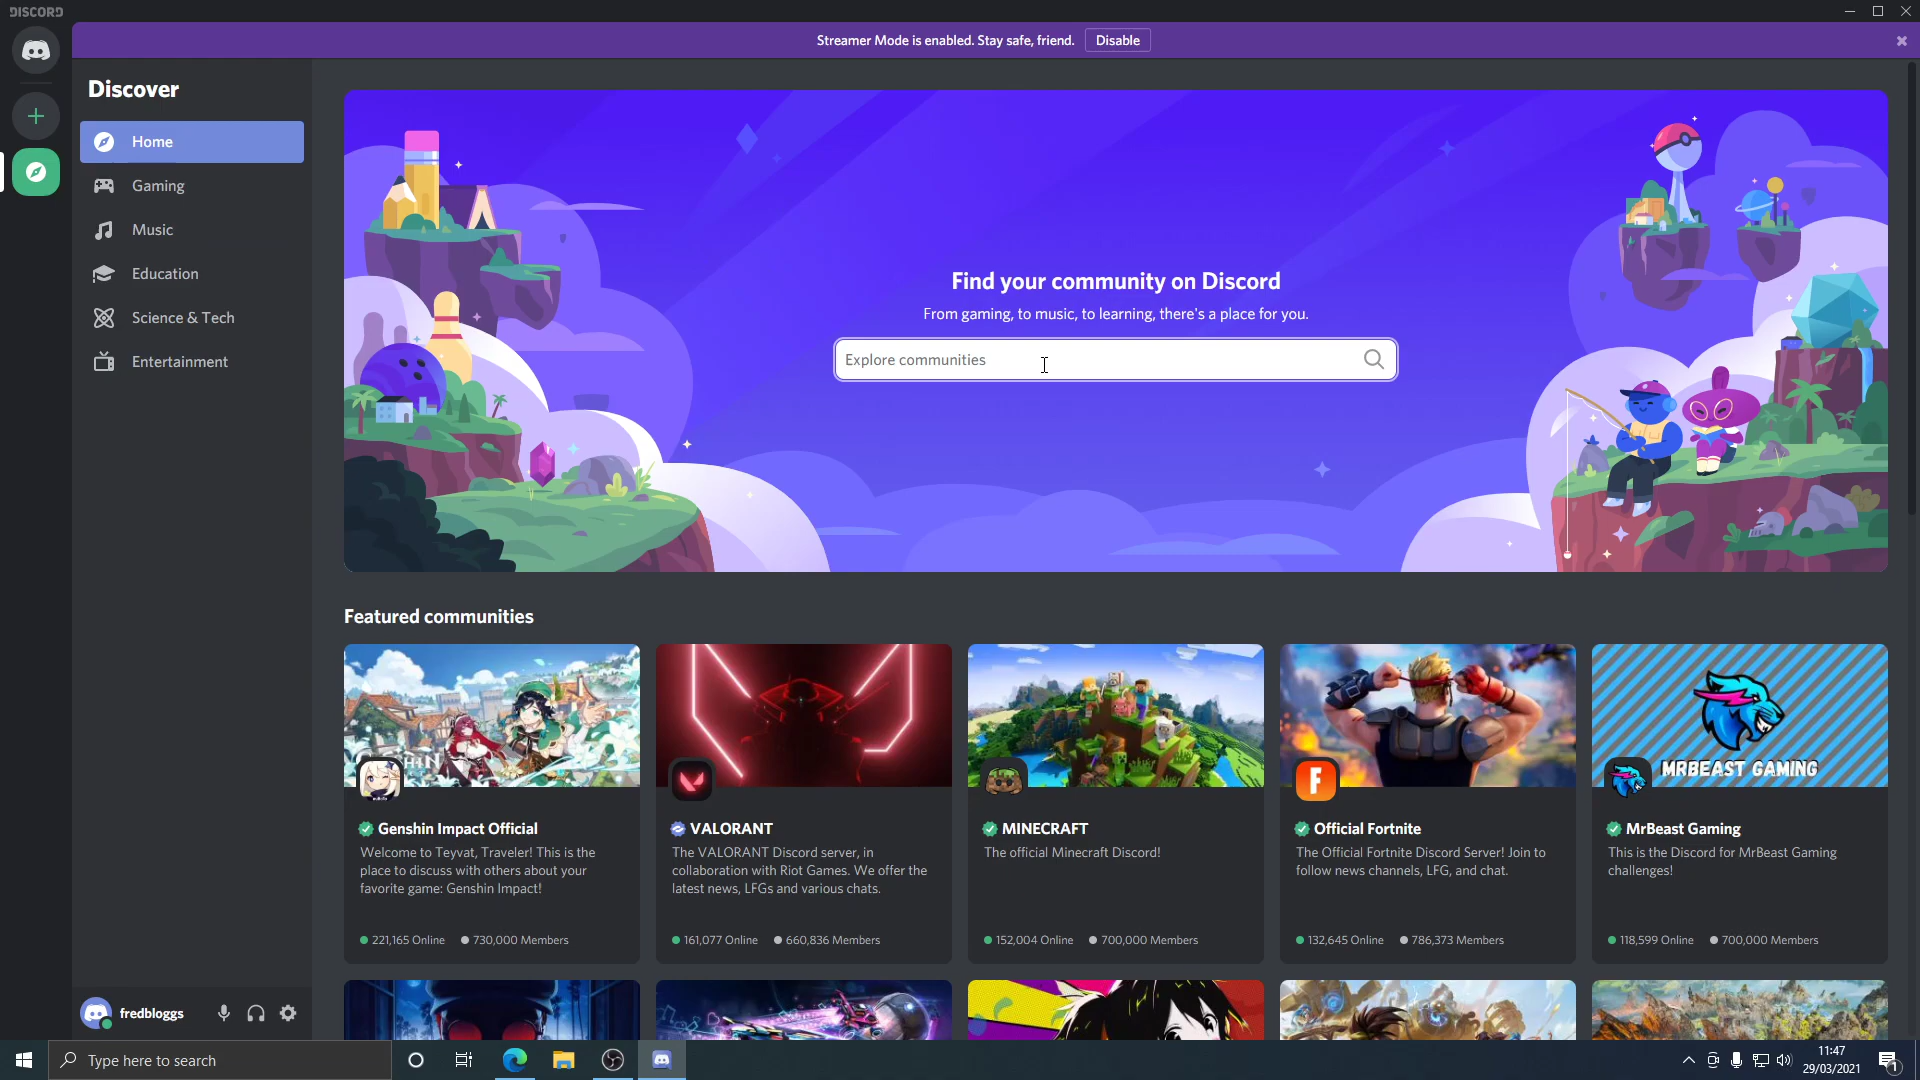 DISCORD
Streamer Mode is enabled. Stay safe, friend. Disable
Discover
Home
Gaming
Music
Education
Science & Tech
Entertainment
Find your community on Discord
From gaming, to music, to learning, there's a place for you.
Explore communities
Featured communities
Genshin Impact Official
Welcome to Teyvat, Traveler! This is the
place to discuss with others about your
favorite game: Genshin Impact!
221,165 Online 730,000 Members
VALORANT
The VALORANT Discord server, in
collaboration with Riot Games. We offer the
latest news, LFGs and various chats.
161,077 Online 660,836 Members
MINECRAFT
The official Minecraft Discord!
152,004 Online 700,000 Members
F
Official Fortnite
The Official Fortnite Discord Server! Join to
follow news channels, LFG, and chat.
132,645 Online 786,373 Members
MRBEAST GAMING
MrBeast Gaming
This is the Discord for MrBeast Gaming
challenges!
118,599 Online 700,000 Members
fredbloggs
Type here to search
11:47
29/03/2021
1